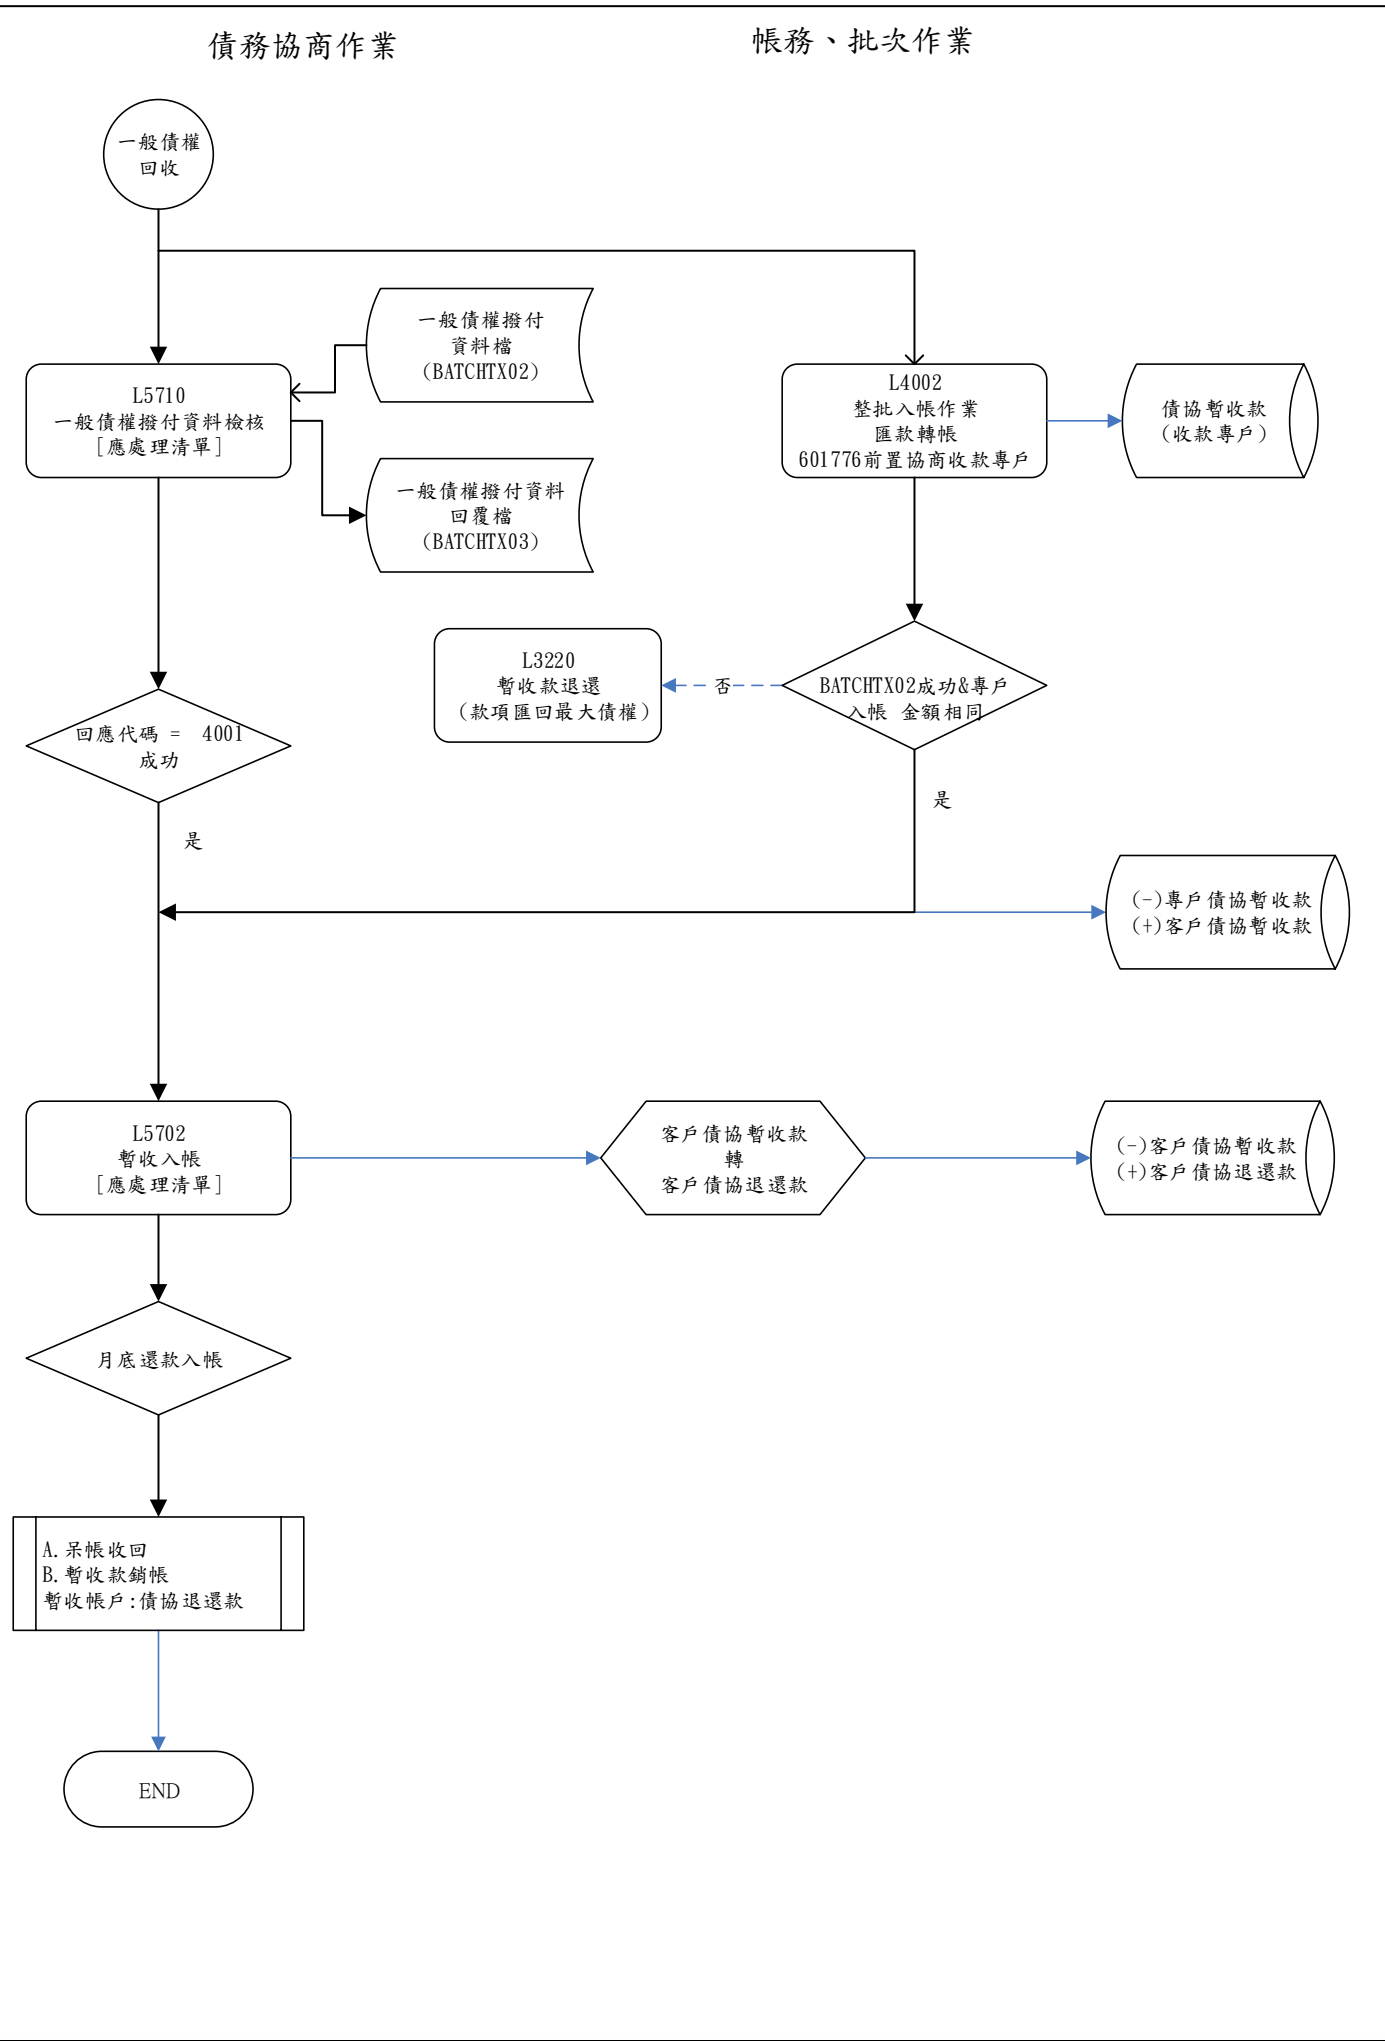 債務協商作業
帳務、批次作業
一般債權
回收
一般債權撥付
資料檔
(BATCHTX02)
L5710
一般債權撥付資料檢核
[應處理清單]
L4002
整批入帳作業
匯款轉帳
601776前置協商收款專戶
債協暫收款
(收款專戶)
一般債權撥付資料
回覆檔
(BATCHTX03)
L3220
暫收款退還
(款項匯回最大債權)
否
BATCHTX02成功&專戶
入帳 金額相同
回應代碼 = 4001
成功
是
是
(-)專戶債協暫收款
(+)客戶債協暫收款
L5702
暫收入帳
[應處理清單]
客戶債協暫收款
轉
客戶債協退還款
(-)客戶債協暫收款
(+)客戶債協退還款
月底還款入帳
A.呆帳收回
B.暫收款銷帳
暫收帳戶:債協退還款
END